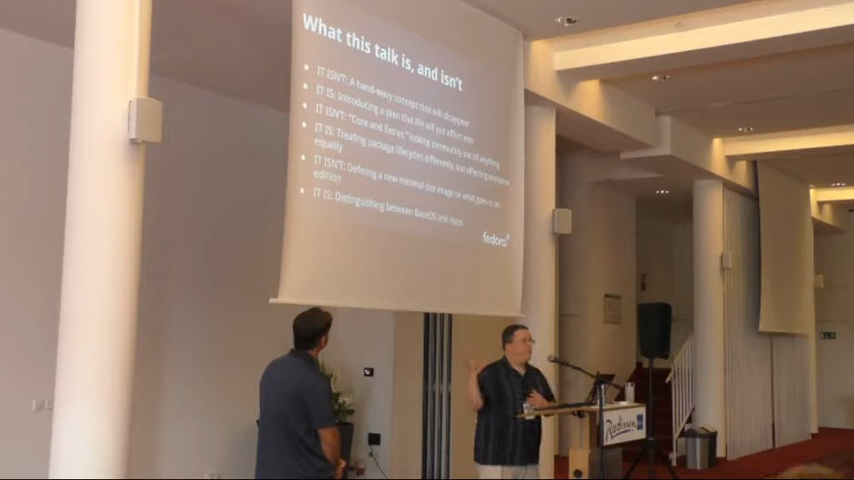 What this talk is, and isn't
• IT ISN'T: A hand-wavy concept that will disappear
• IT IS: Introducing a plan that RH will put effort into
• IT ISN'T: "Core and Extras" locking community out of anything
• IT IS: Treating package lifecycles differently, but affecting everyone
equally
• IT ISN'T: Defining a new minimal size image or what goes in an
edition
• IT IS: Distinguishing between BaseOS and Apps
fedora
Radisson